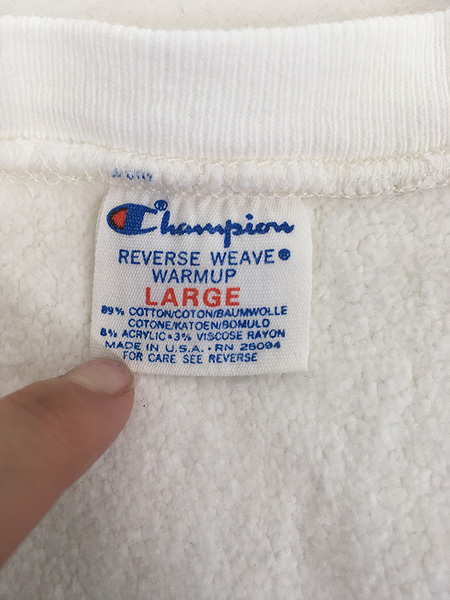 Champion®
REVERSE WEAVE®
WARMUP
LARGE
89% COTTON/COTON/BAUMWOLLE
COTONE/KATOEN/BOMULD
8% ACRYLIC•3% VISCOSE RAYON
MADE IN U.S.A. • RN 26094
FOR CARE SEE REVERSE